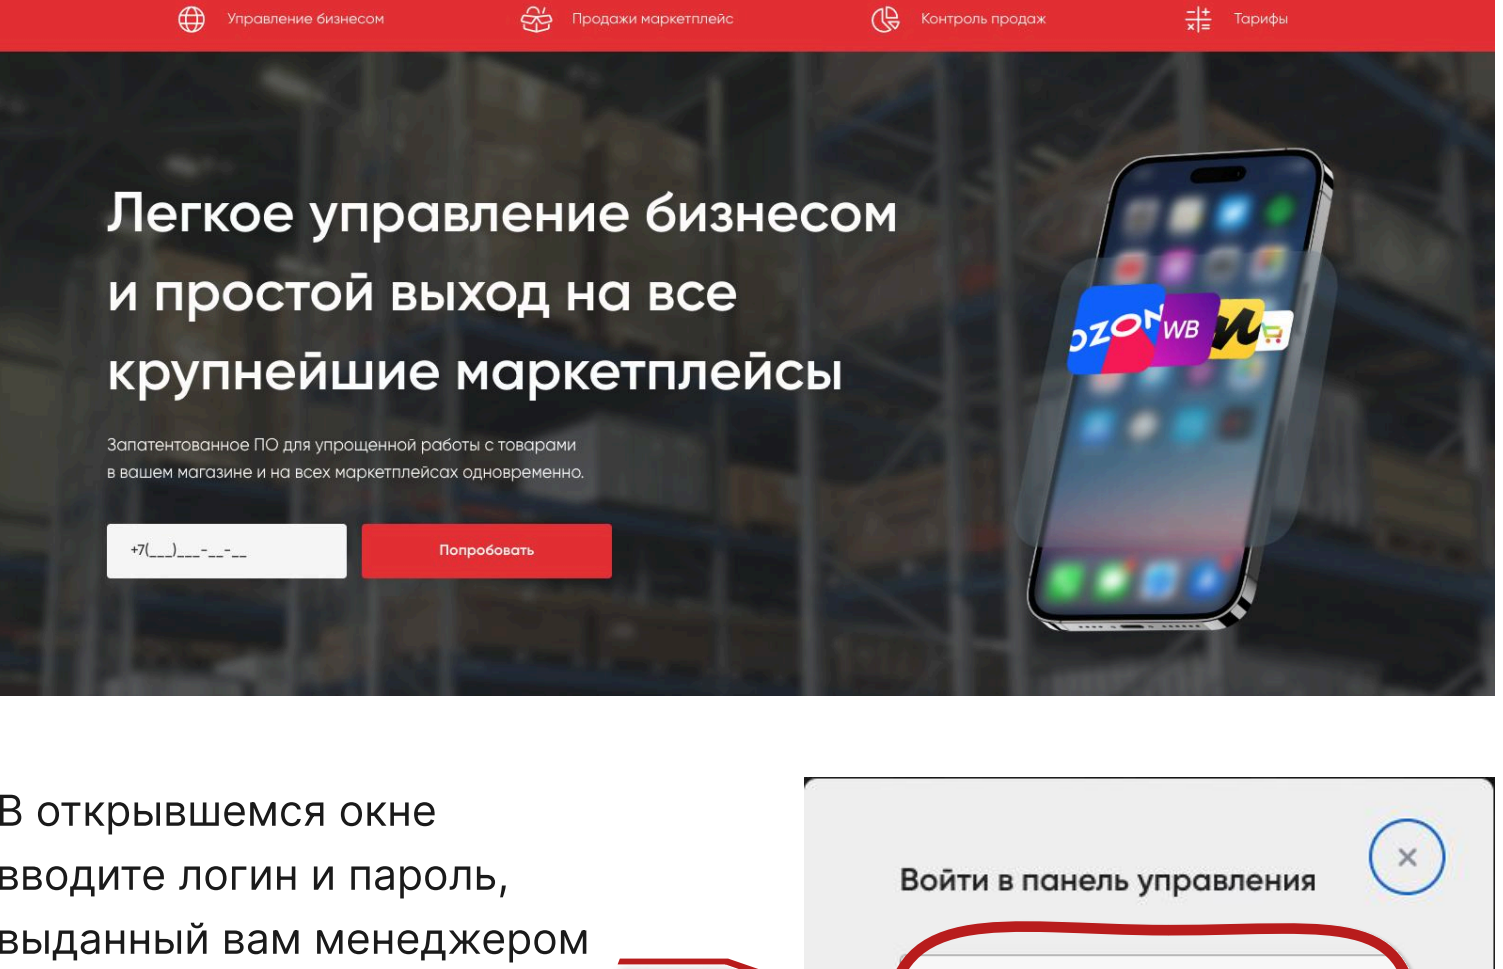 Управление бизнесом
Продажи маркетплейс
Контроль продаж
Тарифы
Легкое управление бизнесом
и простой выход на все
крупнейшие маркетплейсы
OZON
WB
Запатентованное ПО для упрощенной работы с товарами
в вашем магазине и на всех маркетплейсах одновременно.
+7(___)___-__-__
Попробовать
В открывшемся окне
вводите логин и пароль,
выданный вам менеджером
Войти в панель управления